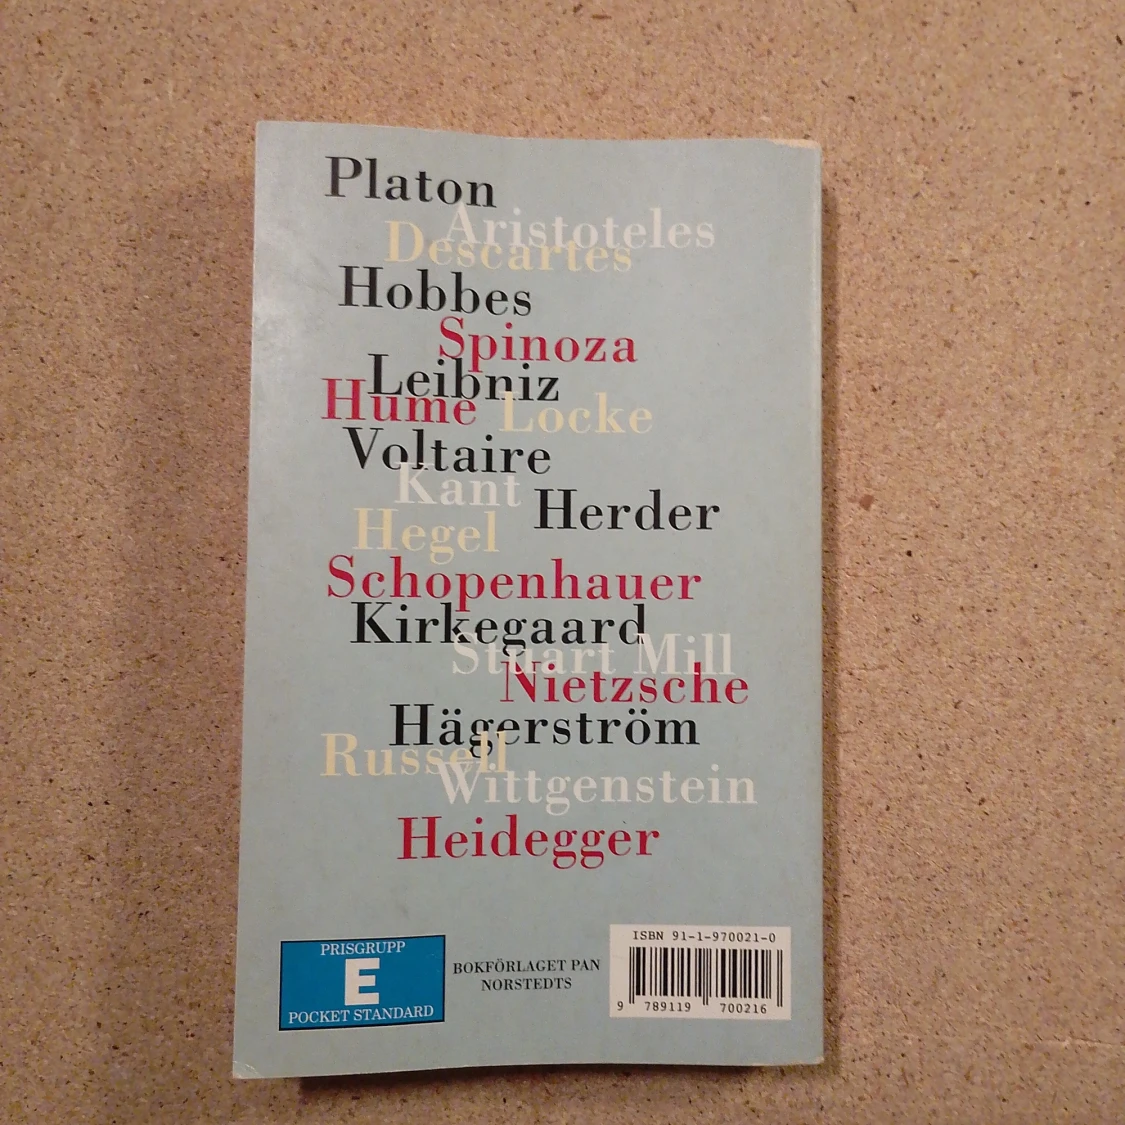 Platon
Aristoteles
Descartes
Hobbes
Spinoza
Leibniz
Hume Locke
Voltaire
Kant
Herder
Hegel
Schopenhauer
Kirkegaard
Stuart Mill
Nietzsche
Hägerström
Russell
Wittgenstein
Heidegger
PRISGRUPP
E
POCKET STANDARD
BOKFÖRLAGET PAN
NORSTEDTS
ISBN 91-1-970021-0
9 789119 700216